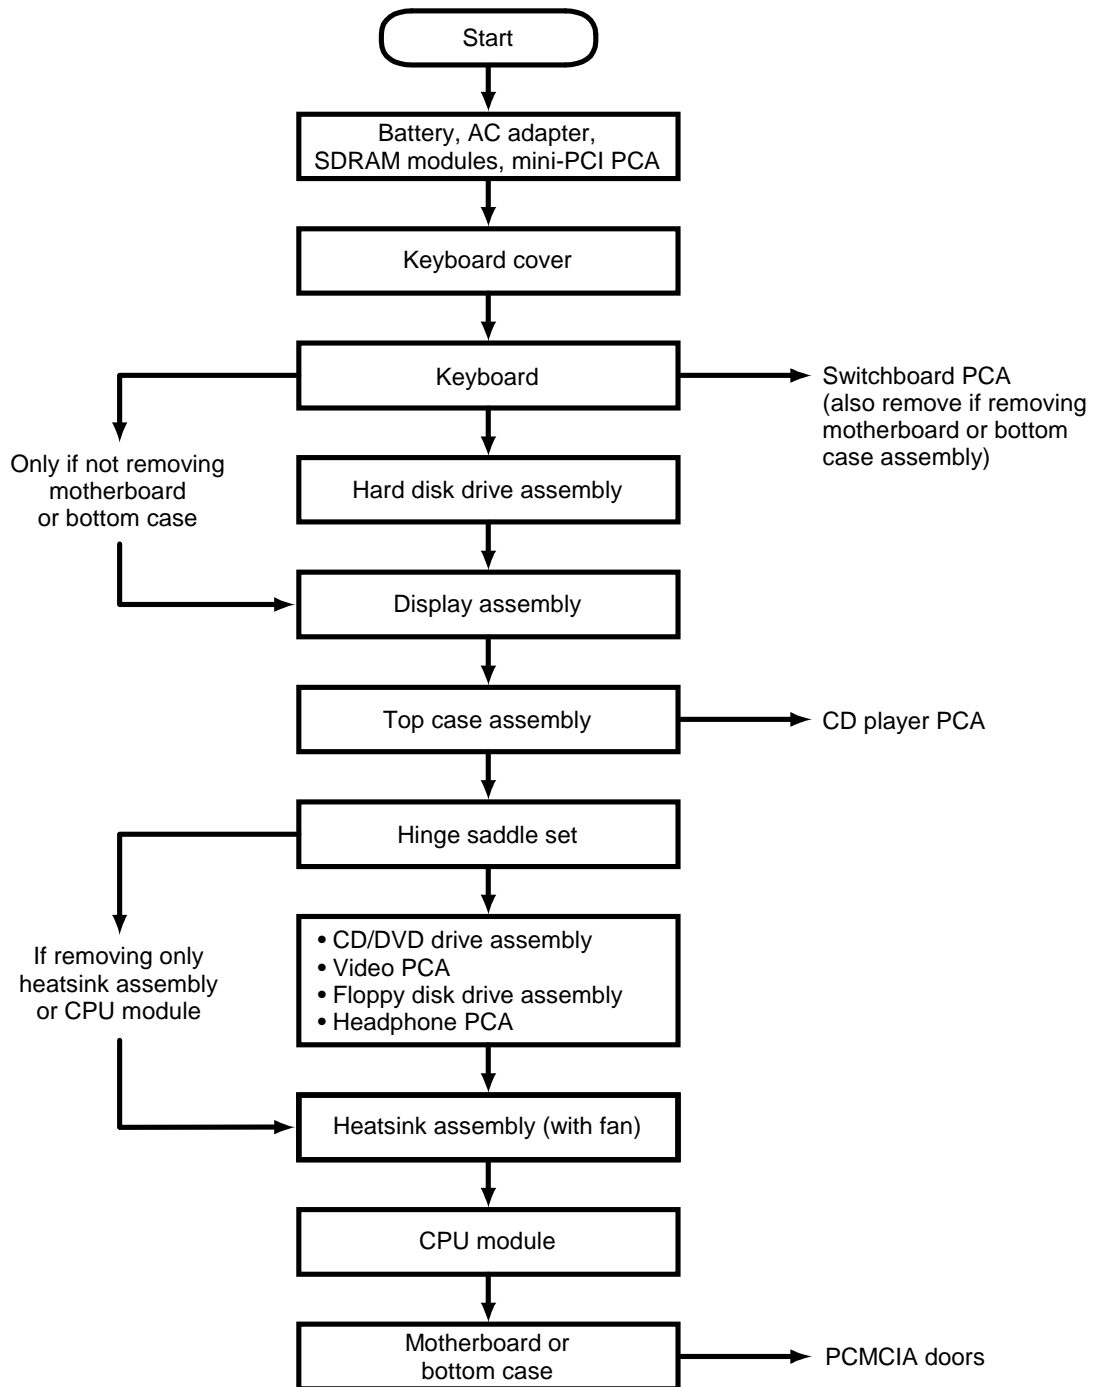 Start
Battery, AC adapter,
SDRAM modules, mini-PCI PCA
Keyboard cover
Keyboard
Switchboard PCA
(also remove if removing
motherboard or bottom
case assembly)
Only if not removing
motherboard
or bottom case
Hard disk drive assembly
Display assembly
Top case assembly
CD player PCA
Hinge saddle set
If removing only
heatsink assembly
or CPU module
• CD/DVD drive assembly
• Video PCA
• Floppy disk drive assembly
• Headphone PCA
Heatsink assembly (with fan)
CPU module
Motherboard or
bottom case
PCMCIA doors